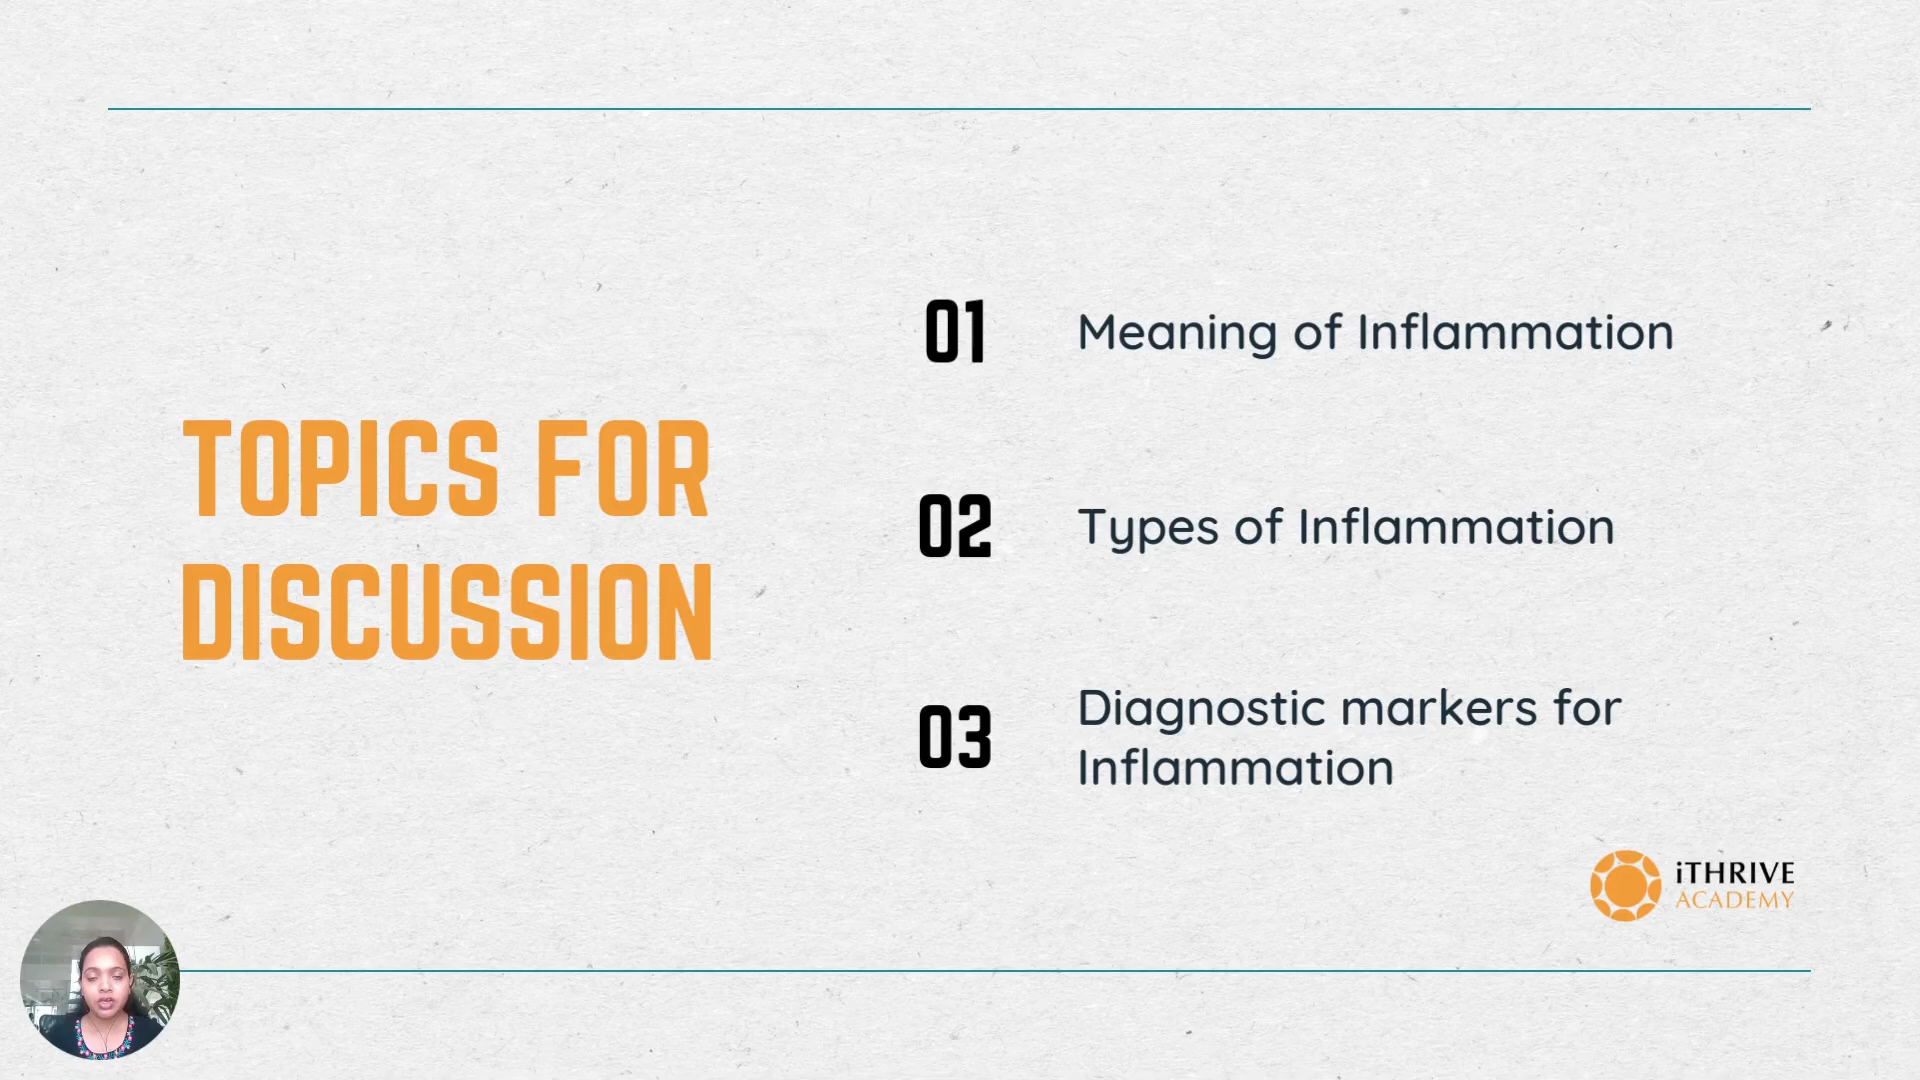 TOPICS FOR
DISCUSSION
01
Meaning of Inflammation
02
Types of Inflammation
03
Diagnostic markers for
Inflammation
iTHRIVE
ACADEMY